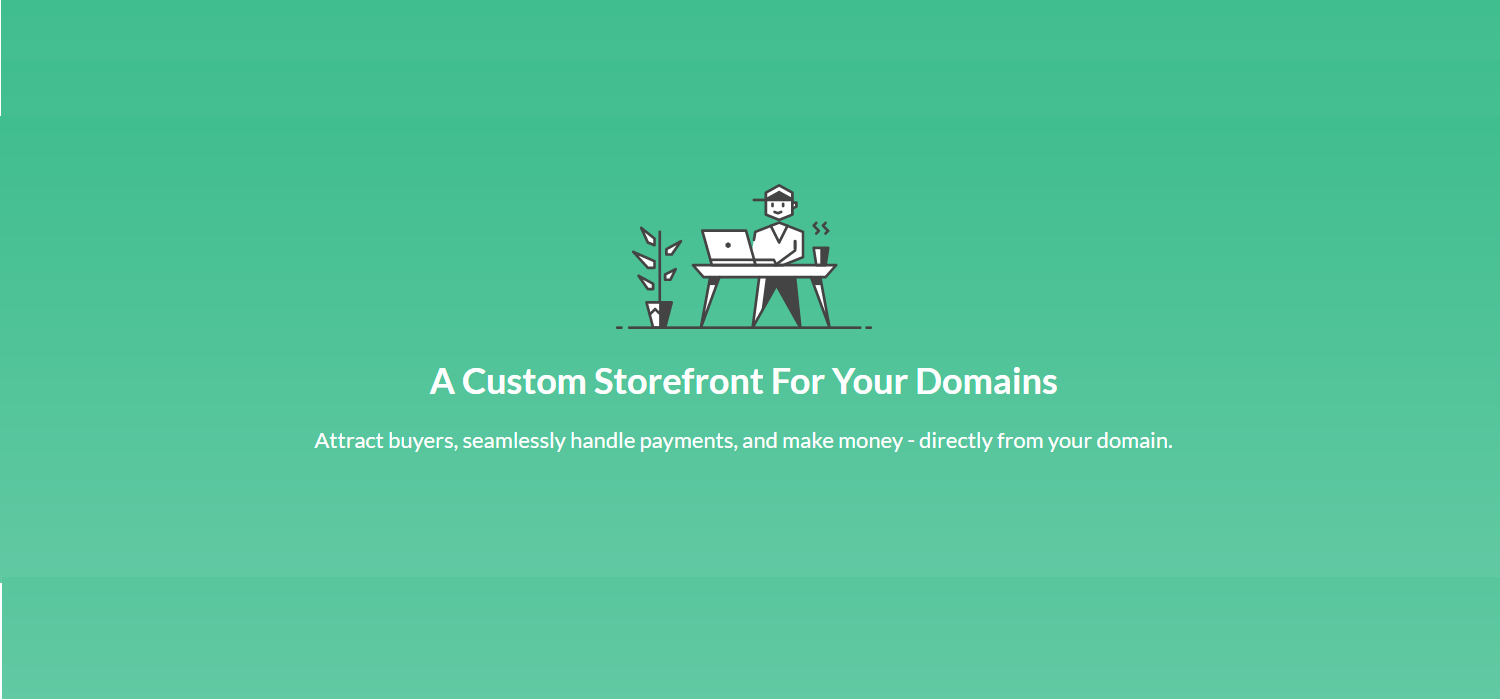 A Custom Storefront For Your Domains
Attract buyers, seamlessly handle payments, and make money - directly from your domain.